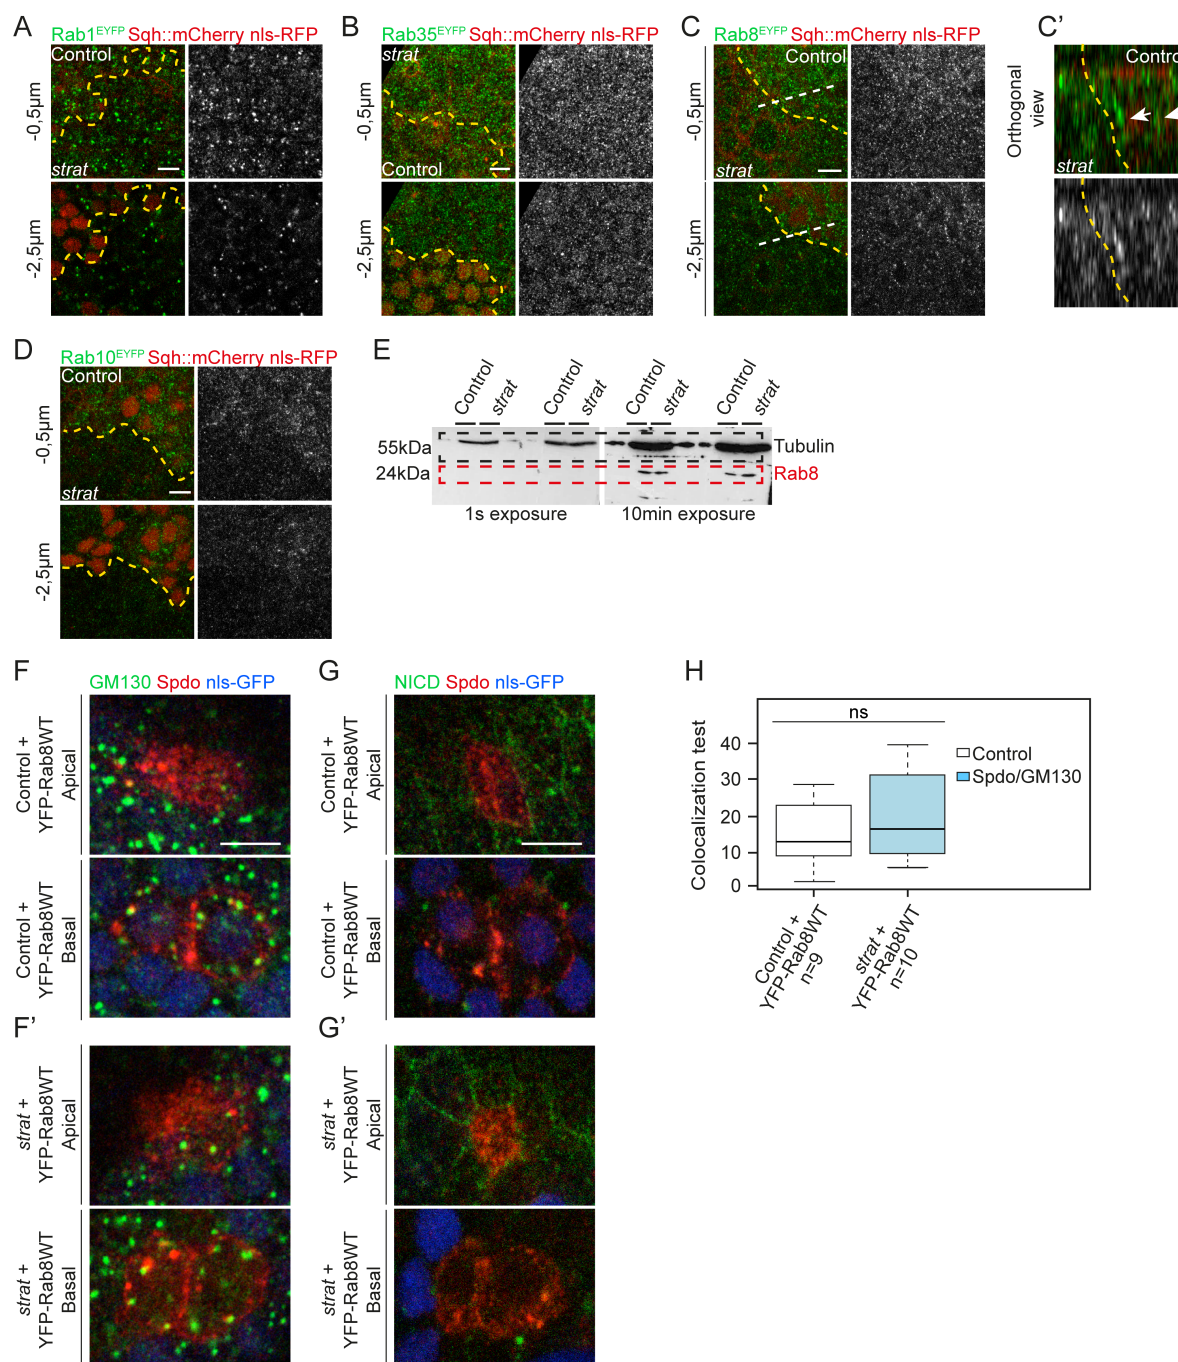 A
Rab1EYFP Sqh::mCherry nls-RFP
Control
-0,5µm
strat
-2,5µm
B
Rab35EYFP Sqh::mCherry nls-RFP
strat
-0,5µm
Control
-2,5µm
C
Rab8EYFP Sqh::mCherry nls-RFP
Control
-0,5µm
strat
-2,5µm
C'
Orthogonal
view
strat
D
Rab10EYFP Sqh::mCherry nls-RFP
Control
-0,5µm
strat
-2,5µm
E
Control
strat
Control
strat
Control
strat
Control
strat
55kDa
Tubulin
24kDa
Rab8
1s exposure
10min exposure
F
GM130 Spdo nls-GFP
Control +
YFP-Rab8WT
Apical
Control +
YFP-Rab8WT
Basal
F'
strat +
YFP-Rab8WT
Apical
strat +
YFP-Rab8WT
Basal
G
NICD Spdo nls-GFP
Control +
YFP-Rab8WT
Apical
Control +
YFP-Rab8WT
Basal
G'
strat +
YFP-Rab8WT
Apical
strat +
YFP-Rab8WT
Basal
H
ns
Colocalization test
40
30
20
10
0
Control
Spdo/GM130
Control +
YFP-Rab8WT
n=9
strat +
YFP-Rab8WT
n=10